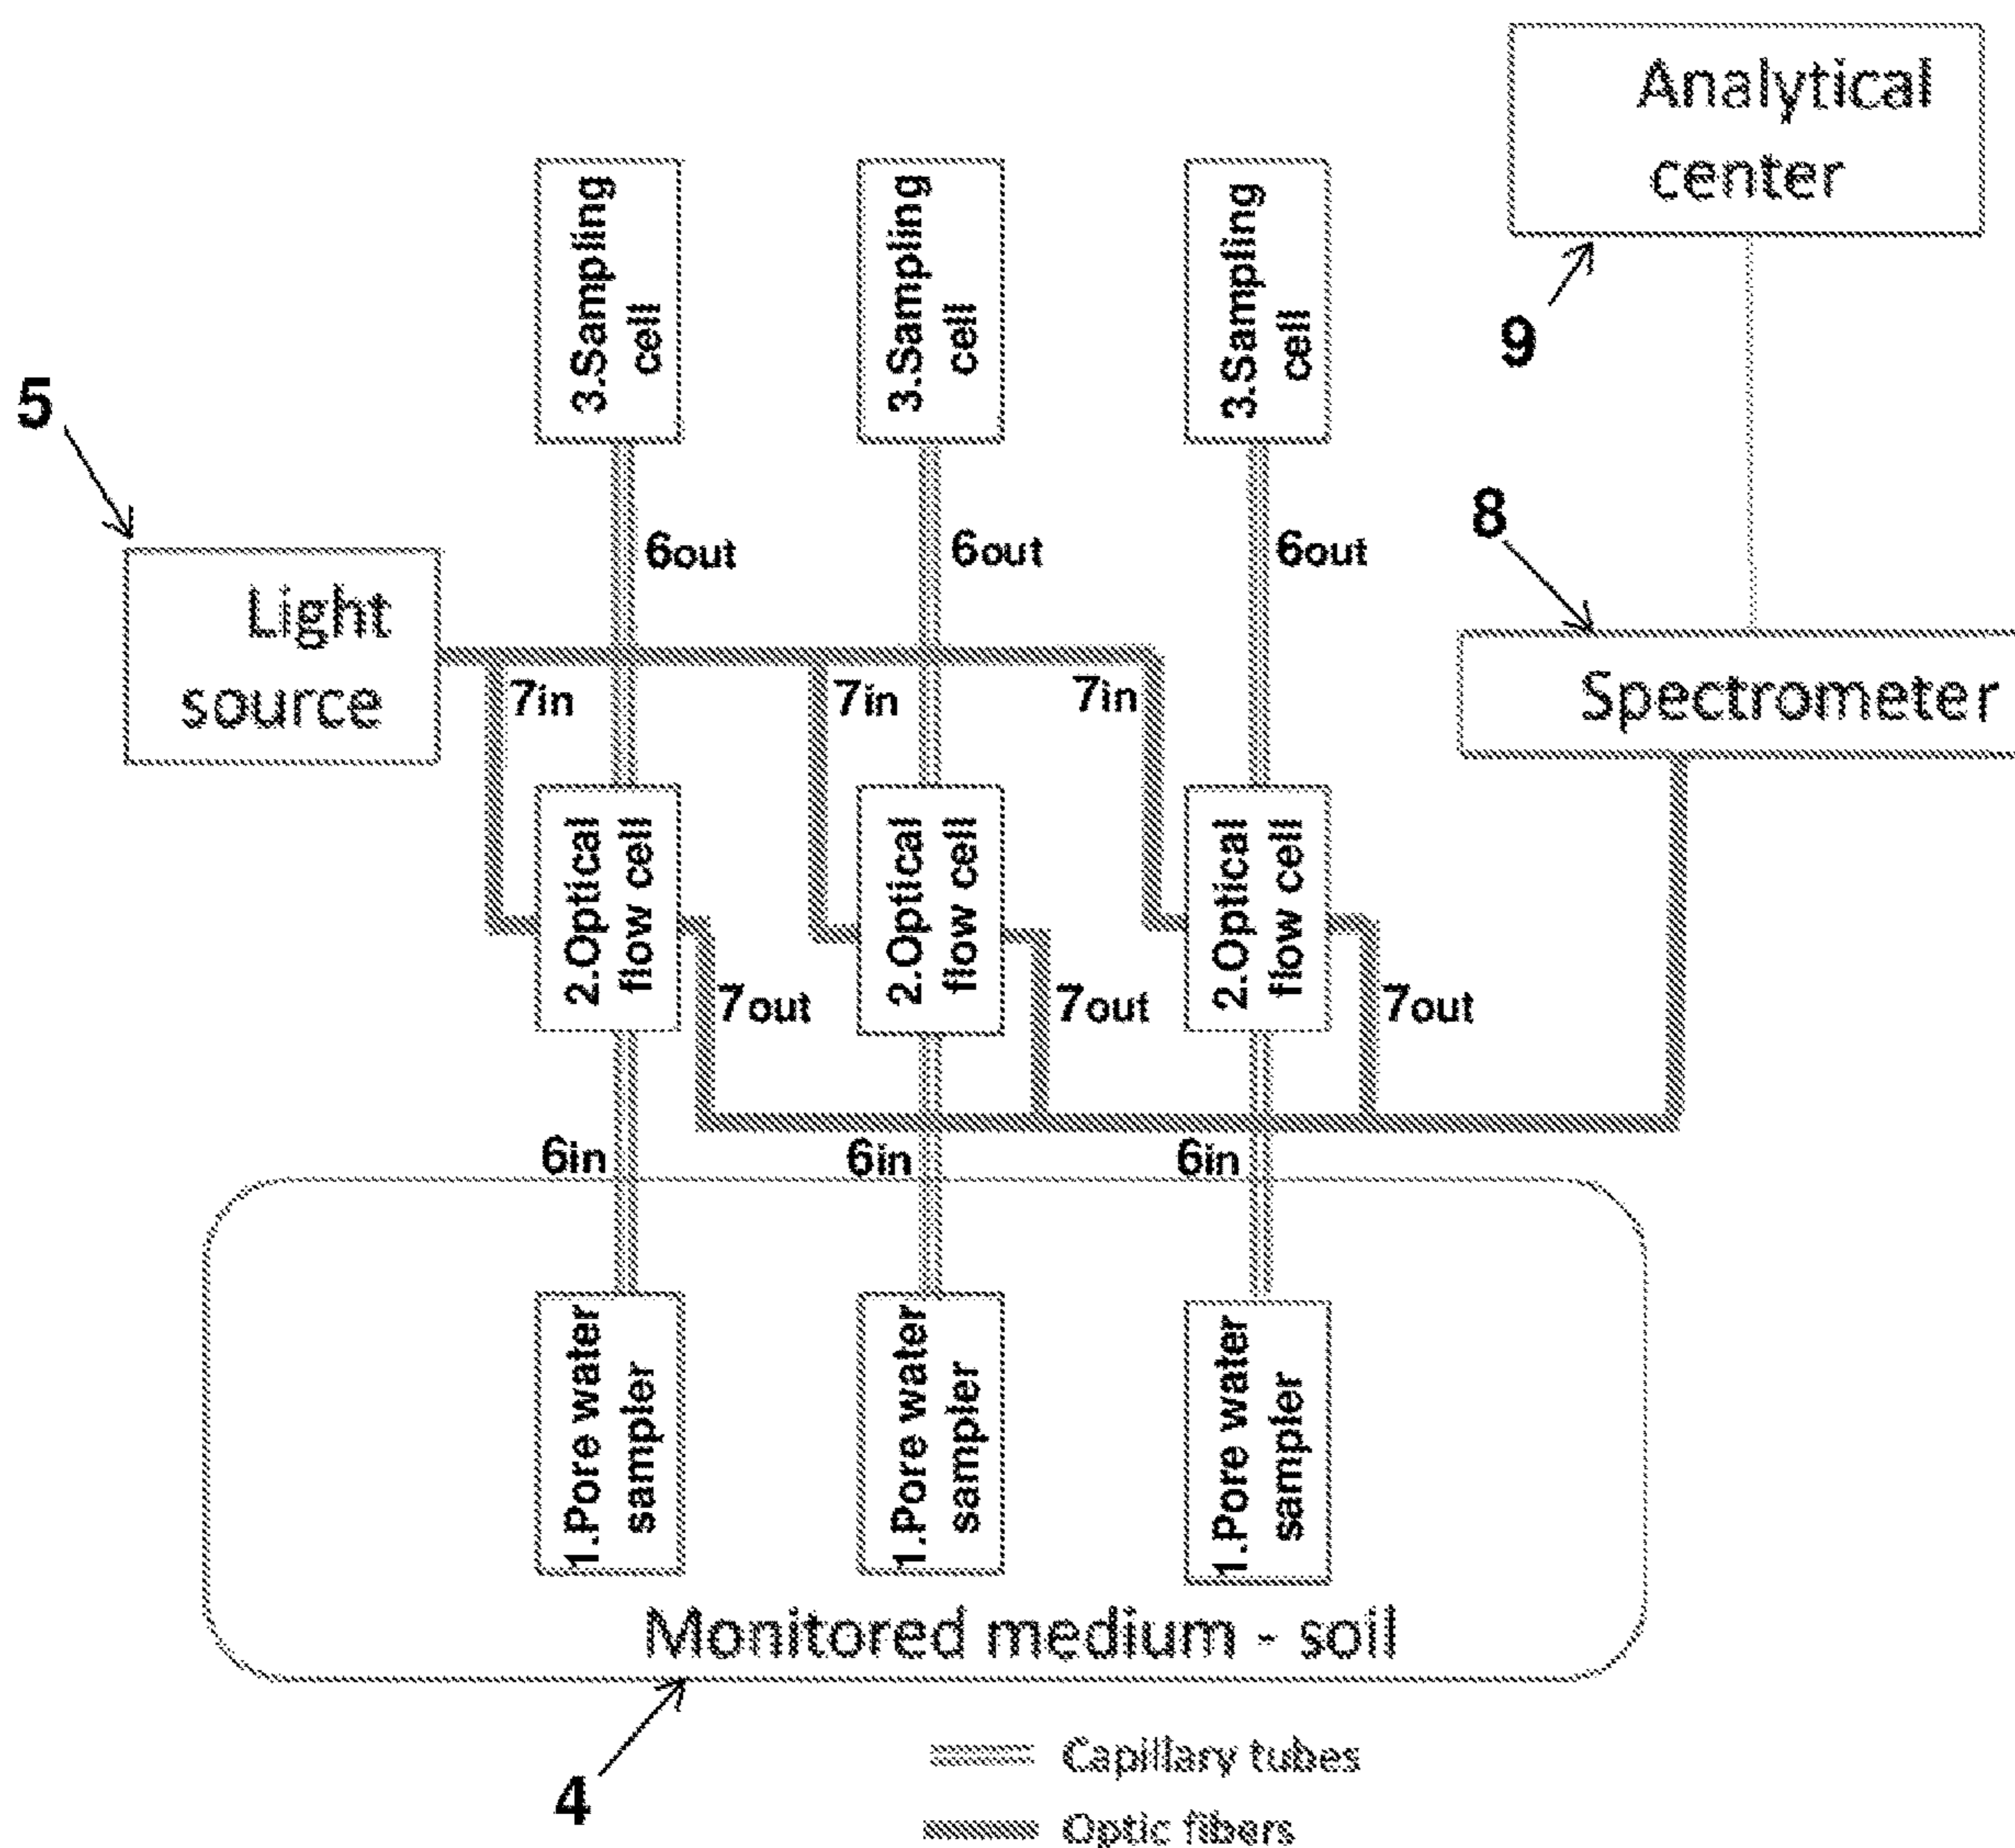 Analytical
center
3.Sampling
cell
3.Sampling
cell
3.Sampling
cell
9
5
8
6out
6out
6out
Light
source
7in
7in
7in
Spectrometer
2.Optical
flow cell
2.Optical
flow cell
2.Optical
flow cell
7out
7out
7out
6in
6in
6in
1.Pore water
sampler
1.Pore water
sampler
1.Pore water
sampler
Monitored medium - soil
4
Capillary tubes
Optic fibers